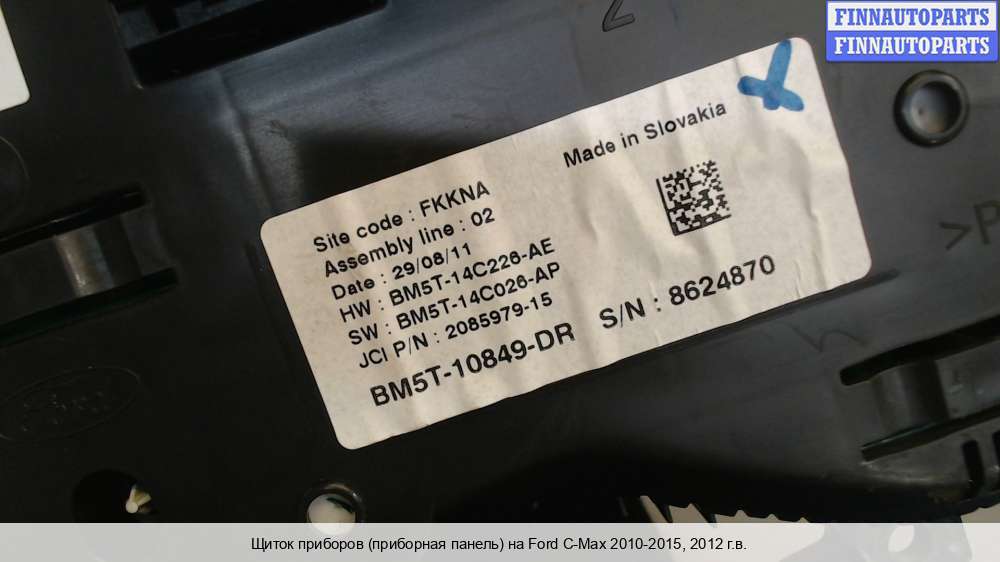 FINNAUTOPARTS
FINNAUTOPARTS
2
Made in Slovakia
Site code : FKKNA
Assembly line : 02
Date : 29/08/11
HW : BM5T-14C226-AE
SW : BM5T-14C026-AP
JCI P/N : 2085979-15
BM5T-10849-DR S/N : 8624870
>P
Щиток приборов (приборная панель) на Ford C-Max 2010-2015, 2012 г.в.